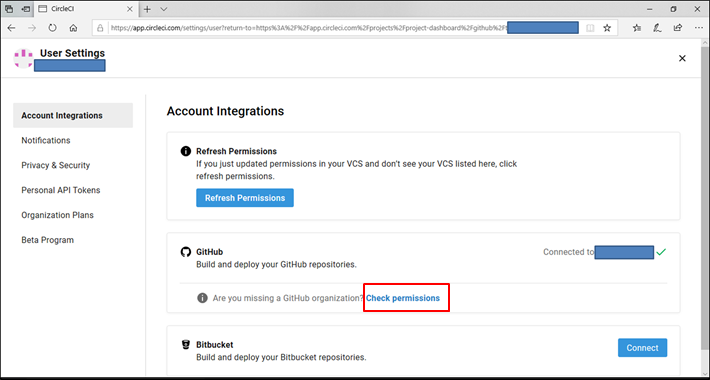 CircleCI
https://app.circleci.com/settings/user?return-to=https%3A%2F%2Fapp.circleci.com%2Fprojects%2Fproject-dashboard%2Fgithub%2F
User Settings
Account Integrations
Notifications
Privacy & Security
Personal API Tokens
Organization Plans
Beta Program
Account Integrations
Refresh Permissions
If you just updated permissions in your VCS and don't see your VCS listed here, click
refresh permissions.
Refresh Permissions
GitHub
Connected to
Build and deploy your GitHub repositories.
Are you missing a GitHub organization? Check permissions
Bitbucket
Build and deploy your Bitbucket repositories.
Connect